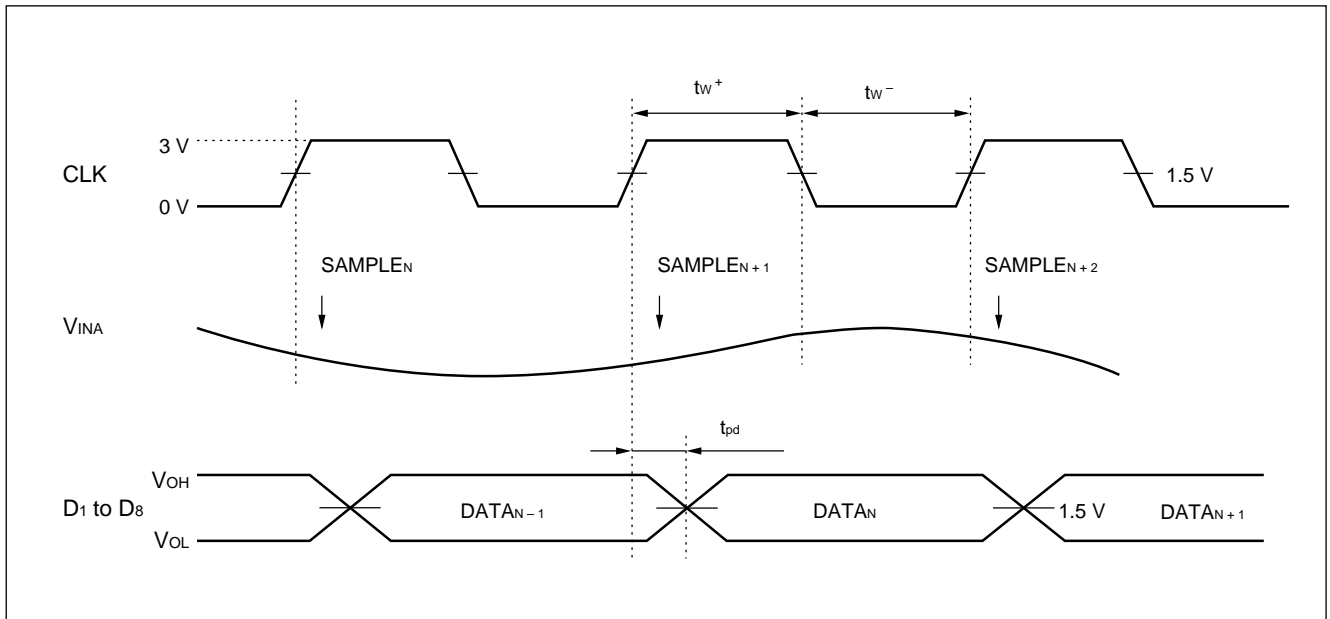 tW+ tW−
3 V
CLK
1.5 V
0 V
SAMPLEN SAMPLEN + 1 SAMPLEN + 2
VINA
tpd
VOH
D1 to D8 DATAN – 1 DATAN 1.5 V DATAN + 1
VOL